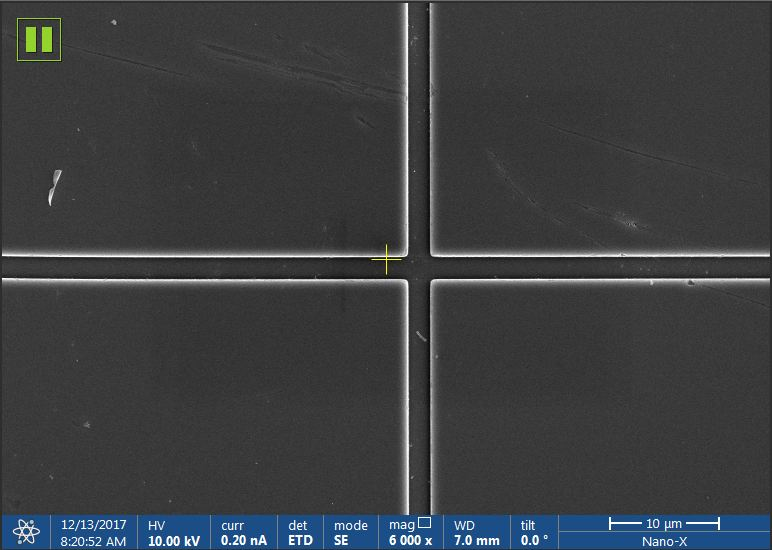 12/13/2017
8:20:52 AM
HV
10.00 kV
curr
0.20 nA
det
ETD
mode
SE
mag
6 000 x
WD
7.0 mm
tilt
0.0 °
10 µm
Nano-X